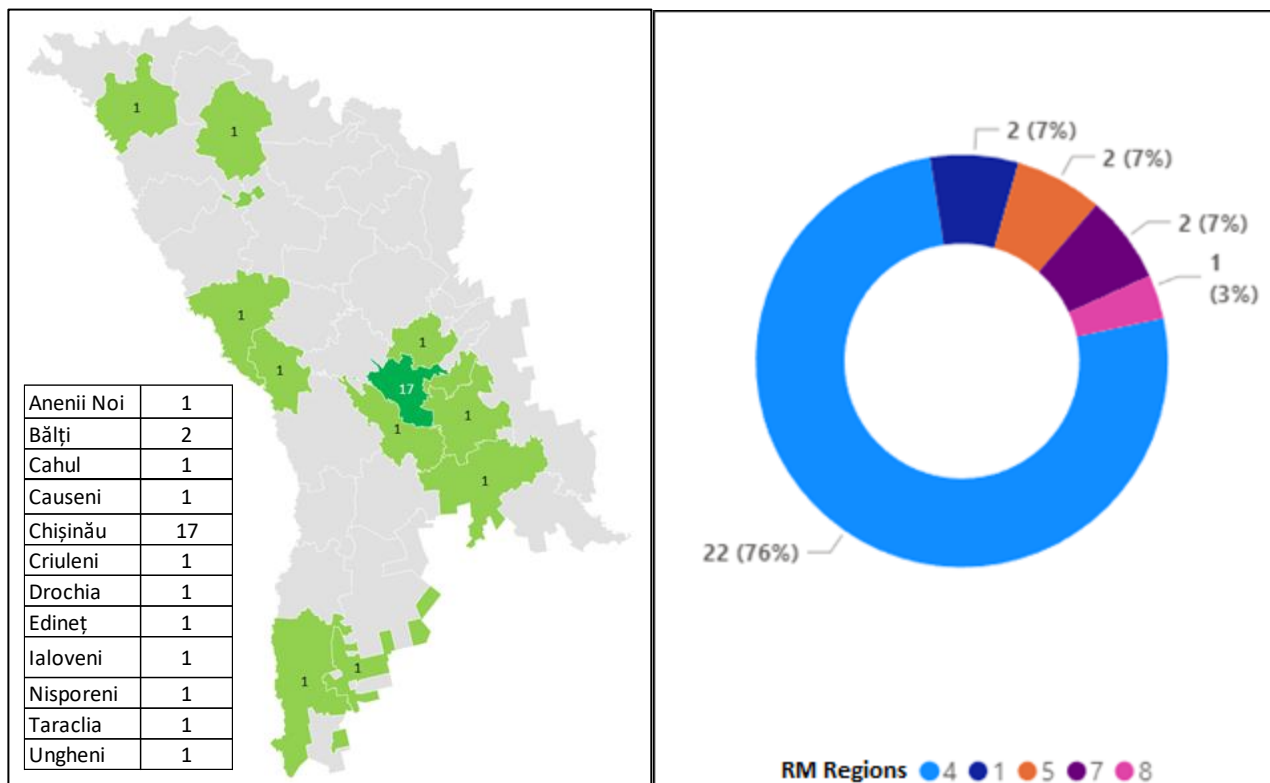 1
1
1
1
1
17
1
1
1
1
1
Anenii Noi 1
Bălți 2
Cahul 1
Causeni 1
Chișinău 17
Criuleni 1
Drochia 1
Edineț 1
Ialoveni 1
Nisporeni 1
Taraclia 1
Ungheni 1
2 (7%)
2 (7%)
2 (7%)
1
(3%)
22 (76%)
RM Regions 4 1 5 7 8